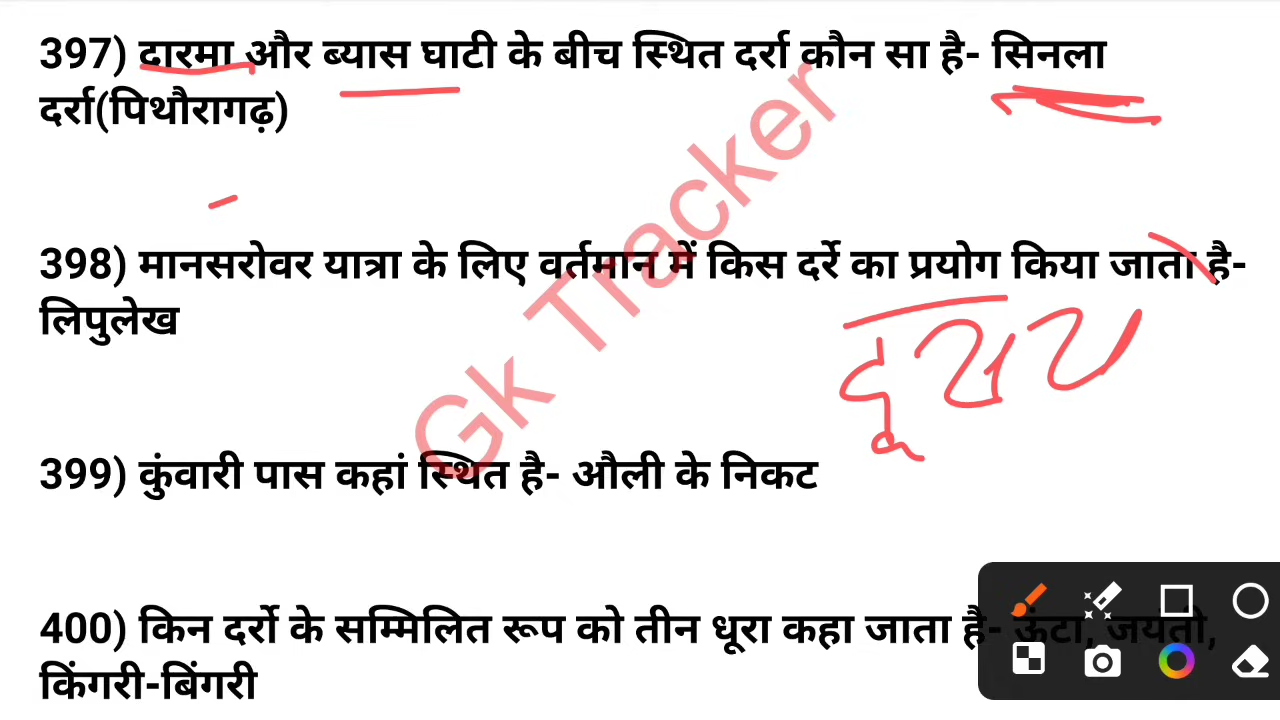 397) दारमा और ब्यास घाटी के बीच स्थित दर्रा कौन सा है- सिनला
दर्रा(पिथौरागढ़)
398) मानसरोवर यात्रा के लिए वर्तमान में किस दर्रे का प्रयोग किया जाता है-
लिपुलेख
399) कुंवारी पास कहां स्थित है- औली के निकट
400) किन दर्रो के सम्मिलित रूप को तीन धूरा कहा जाता है- ऊंटा, जयंती,
किंगरी-बिंगरी
Gk Tracker